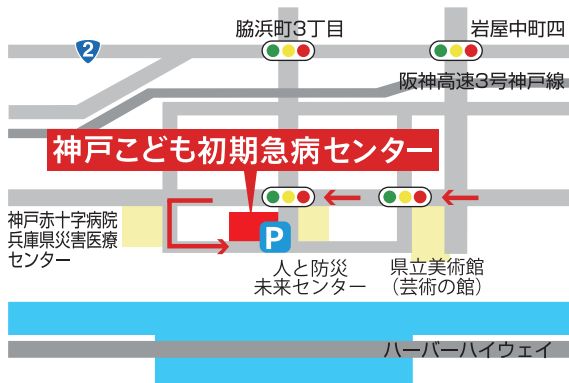 脇浜町3丁目
岩屋中町四
2
阪神高速3号神戸線
神戸こども初期急病センター
神戸赤十字病院
兵庫県災害医療
センター
P
人と防災
未来センター
県立美術館
（芸術の館）
ハーバーハイウェイ